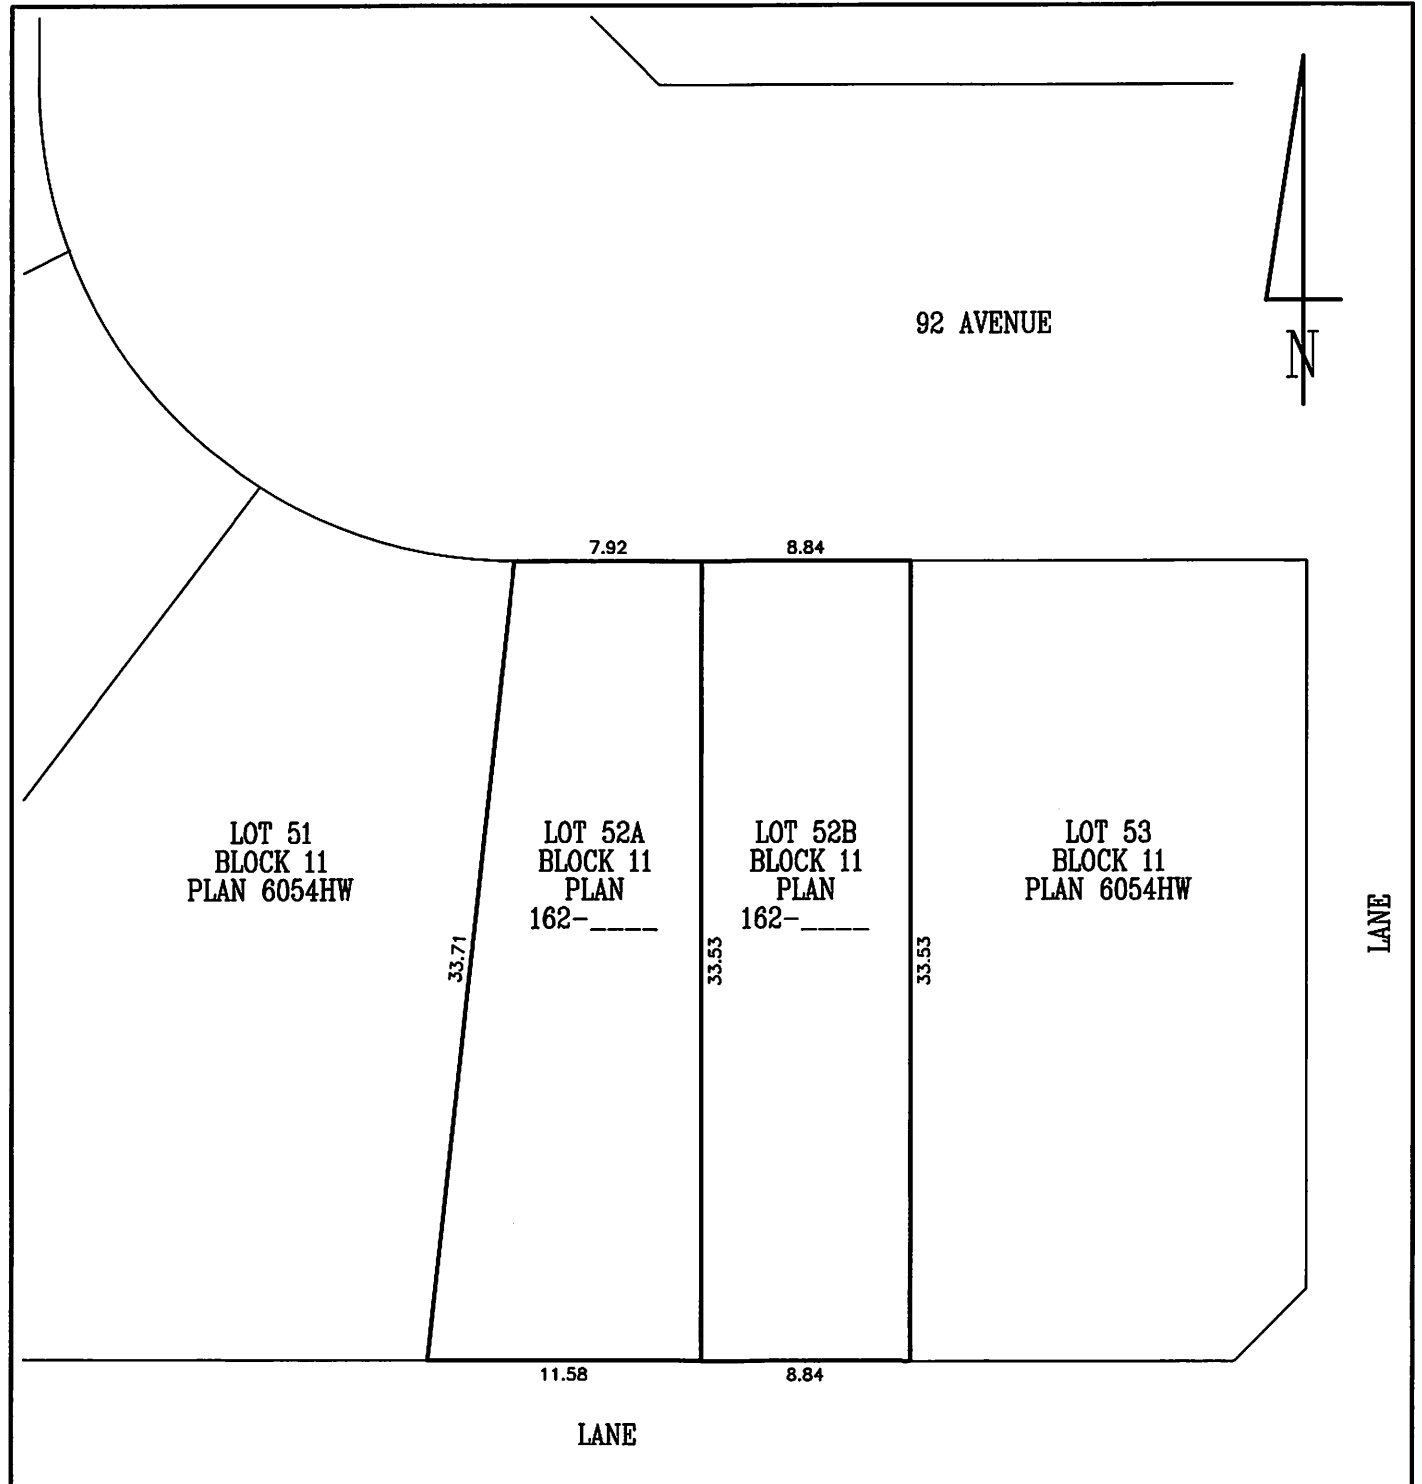 92 AVENUE
N
7.92
8.84
LOT 51
BLOCK 11
PLAN 6054HW
LOT 52A
BLOCK 11
PLAN
162-____
LOT 52B
BLOCK 11
PLAN
162-____
LOT 53
BLOCK 11
PLAN 6054HW
33.71
33.53
33.53
LANE
11.58
8.84
LANE